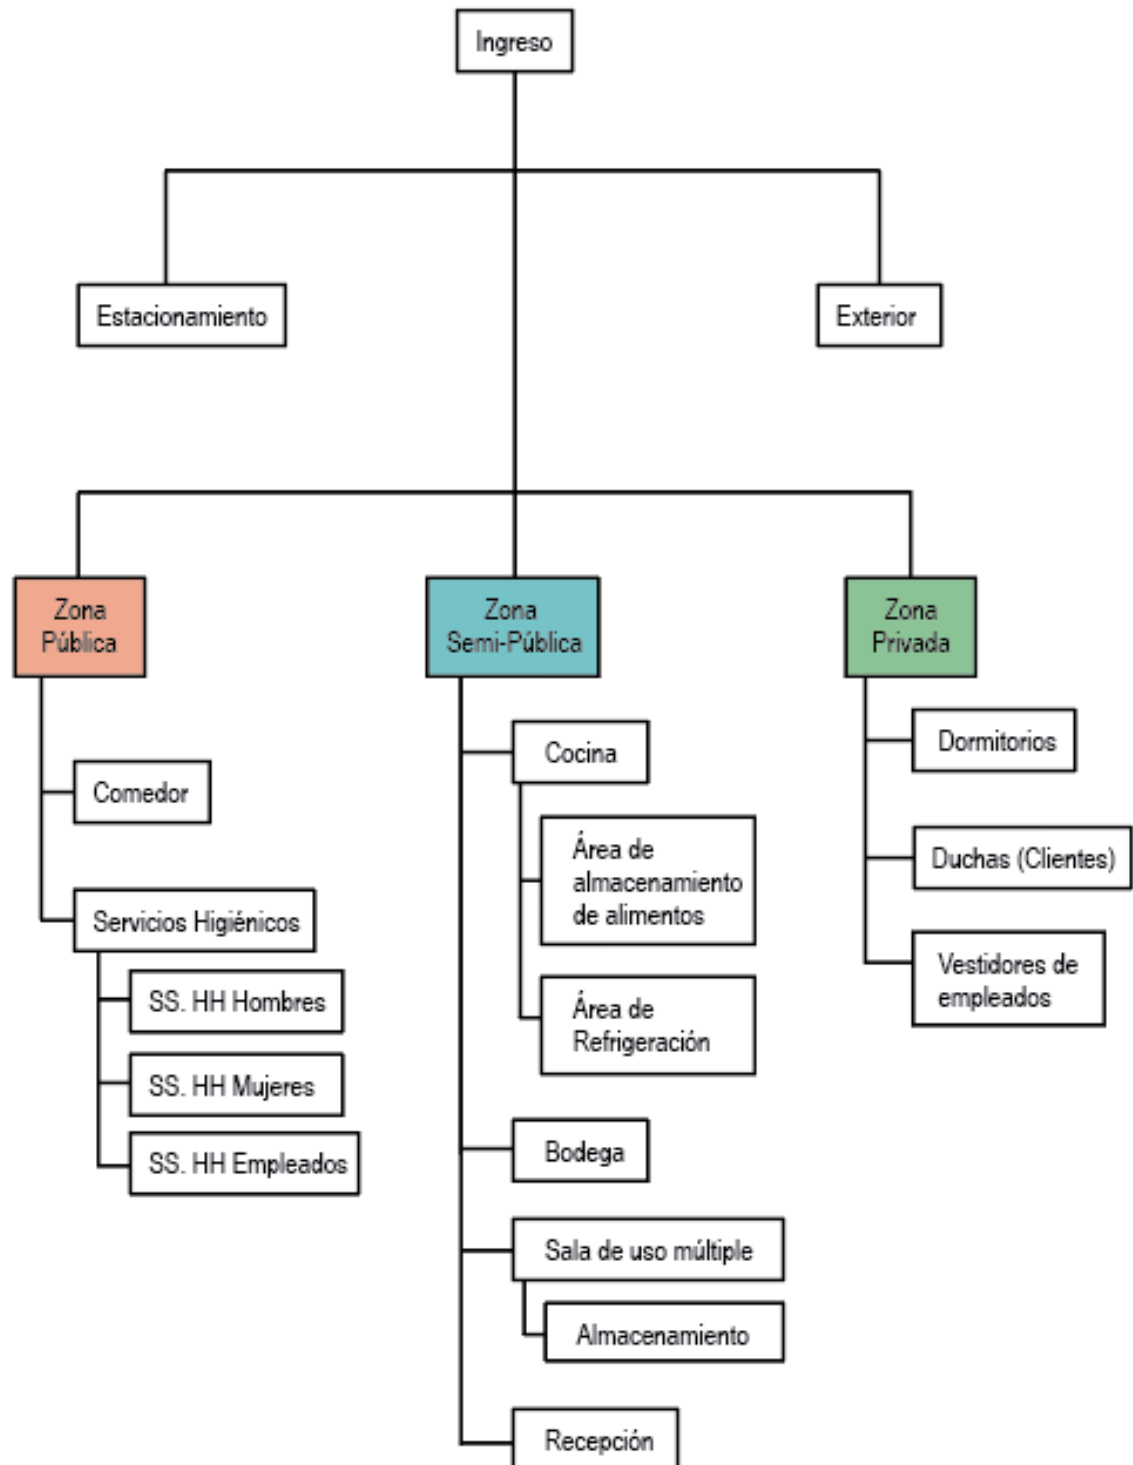 Ingreso
Estacionamiento
Exterior
Zona
Pública
Comedor
Servicios Higiénicos
SS. HH Hombres
SS. HH Mujeres
SS. HH Empleados
Zona
Semi-Pública
Cocina
Área de
almacenamiento
de alimentos
Área de
Refrigeración
Bodega
Sala de uso múltiple
Almacenamiento
Recepción
Zona
Privada
Dormitorios
Duchas (Clientes)
Vestidores de
empleados